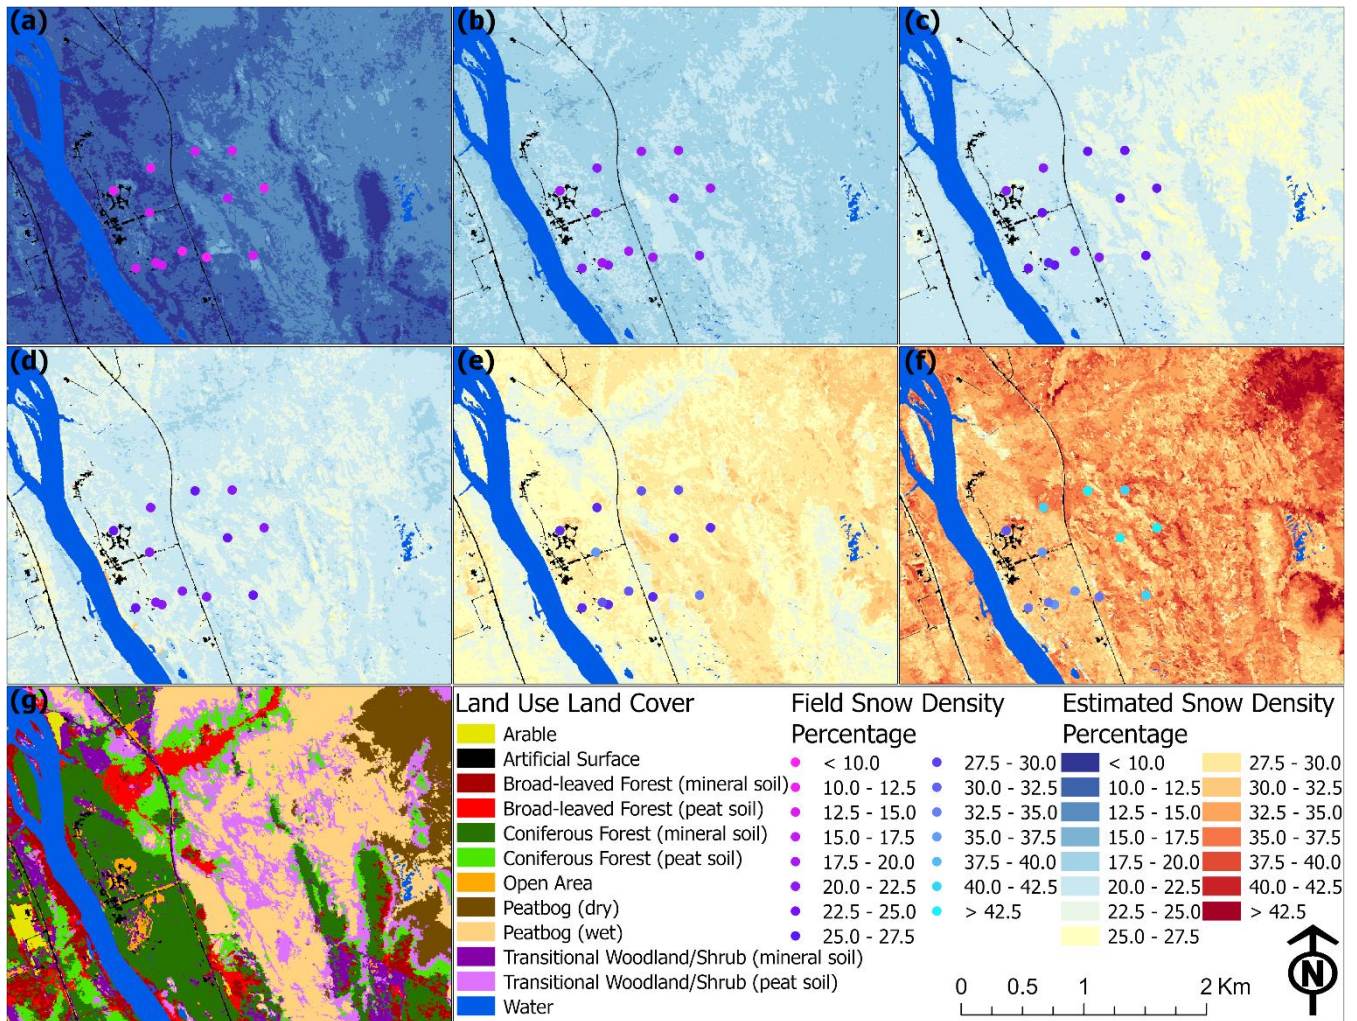 (a)
(b)
(c)
(d)
(e)
(f)
(g)
Land Use Land Cover
Arable
Artificial Surface
Broad-leaved Forest (mineral soil)
Broad-leaved Forest (peat soil)
Coniferous Forest (mineral soil)
Coniferous Forest (peat soil)
Open Area
Peatbog (dry)
Peatbog (wet)
Transitional Woodland/Shrub (mineral soil)
Transitional Woodland/Shrub (peat soil)
Water
Field Snow Density
Percentage
< 10.0
10.0 - 12.5
12.5 - 15.0
15.0 - 17.5
17.5 - 20.0
20.0 - 22.5
22.5 - 25.0
25.0 - 27.5
27.5 - 30.0
30.0 - 32.5
32.5 - 35.0
35.0 - 37.5
37.5 - 40.0
40.0 - 42.5
> 42.5
Estimated Snow Density
Percentage
< 10.0
10.0 - 12.5
12.5 - 15.0
15.0 - 17.5
17.5 - 20.0
20.0 - 22.5
22.5 - 25.0
25.0 - 27.5
27.5 - 30.0
30.0 - 32.5
32.5 - 35.0
35.0 - 37.5
37.5 - 40.0
40.0 - 42.5
> 42.5
0 0.5 1 2 Km
N